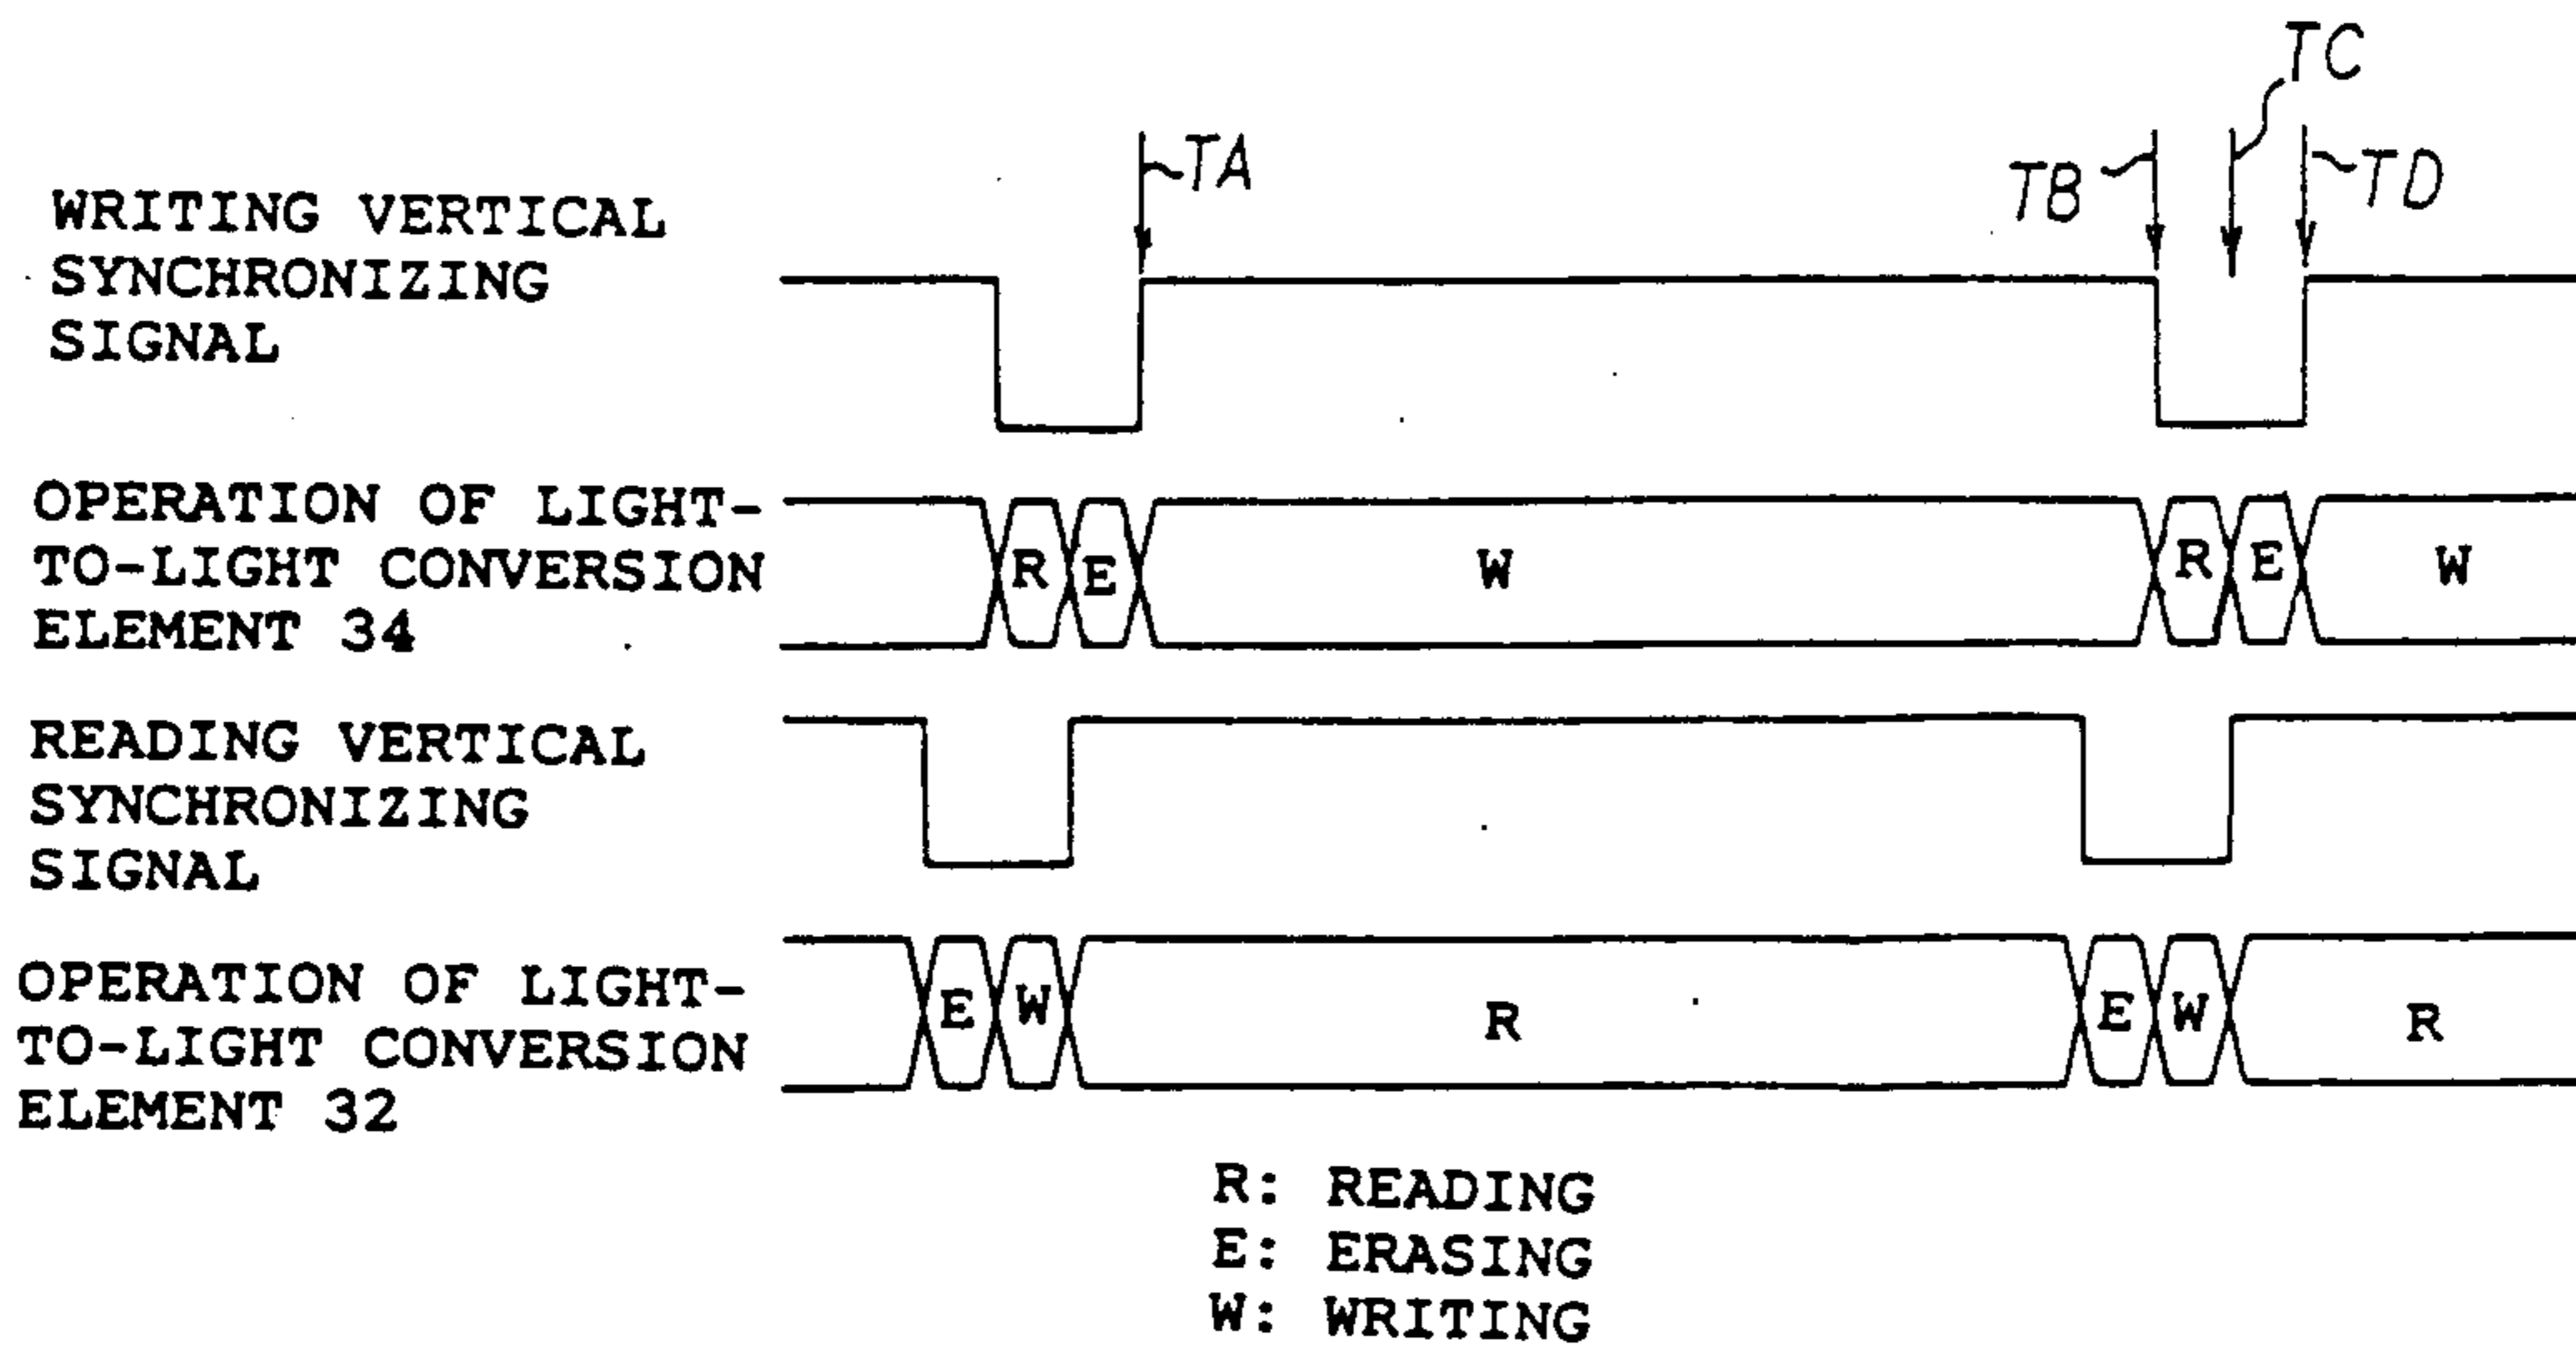 TC
TA
TB
TD
WRITING VERTICAL
SYNCHRONIZING
SIGNAL
OPERATION OF LIGHT-
TO-LIGHT CONVERSION
ELEMENT 34
R E W R E W
READING VERTICAL
SYNCHRONIZING
SIGNAL
OPERATION OF LIGHT-
TO-LIGHT CONVERSION
ELEMENT 32
E W R E W R
R: READING
E: ERASING
W: WRITING